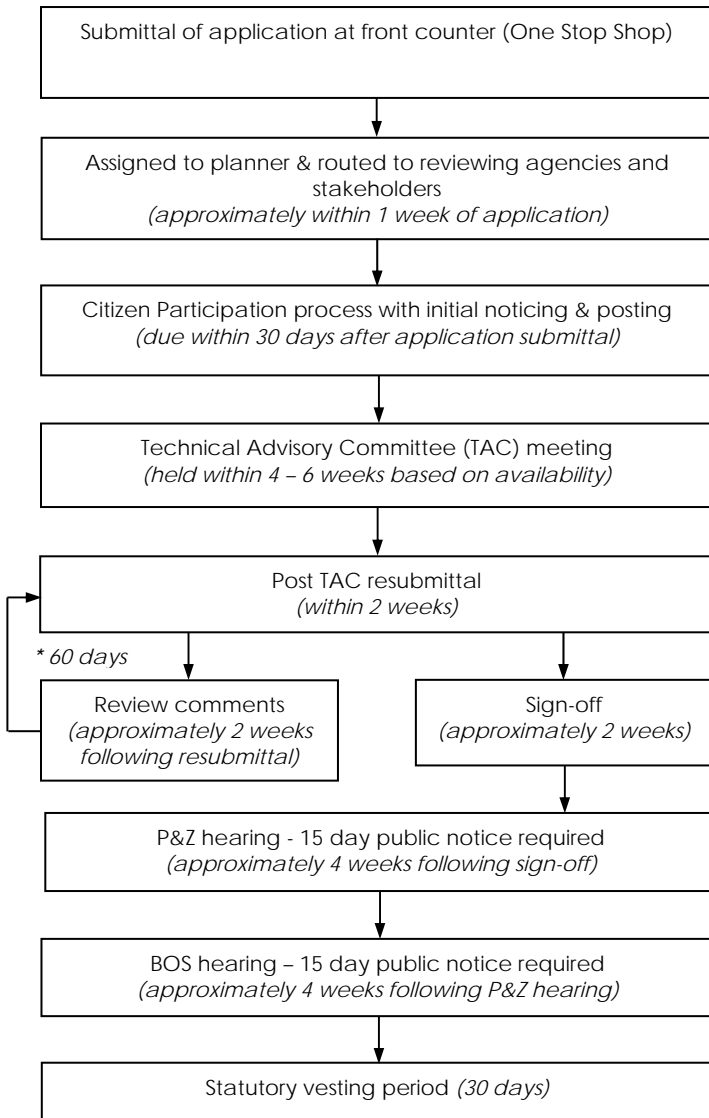 Submittal of application at front counter (One Stop Shop)
Assigned to planner & routed to reviewing agencies and
stakeholders
(approximately within 1 week of application)
Citizen Participation process with initial noticing & posting
(due within 30 days after application submittal)
Technical Advisory Committee (TAC) meeting
(held within 4 – 6 weeks based on availability)
Post TAC resubmittal
(within 2 weeks)
* 60 days
Review comments
(approximately 2 weeks
following resubmittal)
Sign-off
(approximately 2 weeks)
P&Z hearing - 15 day public notice required
(approximately 4 weeks following sign-off)
BOS hearing – 15 day public notice required
(approximately 4 weeks following P&Z hearing)
Statutory vesting period (30 days)